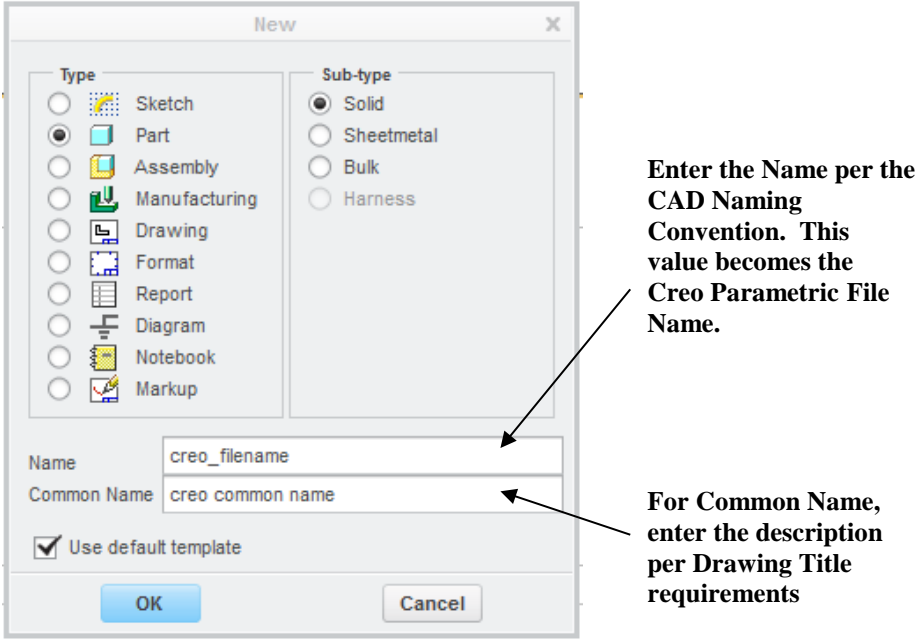 New
Type
Sketch
Part
Assembly
Manufacturing
Drawing
Format
Report
Diagram
Notebook
Markup
Sub-type
Solid
Sheetmetal
Bulk
Harness
Name creo_filename
Common Name creo common name
Use default template
OK Cancel
Enter the Name per the
CAD Naming
Convention. This
value becomes the
Creo Parametric File
Name.
For Common Name,
enter the description
per Drawing Title
requirements